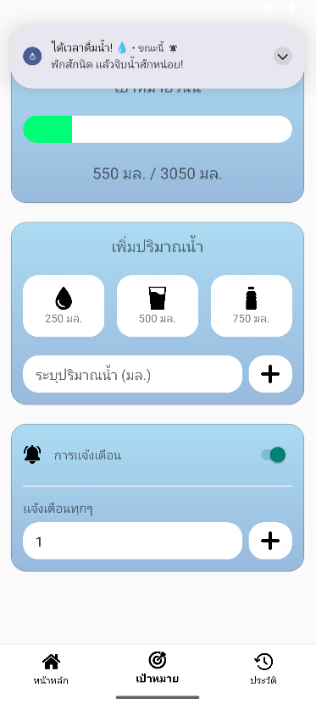 ได้เวลาดื่มน้ำ! 💧 • ขณะนี้
พักสักนิด แล้วจิบน้ำสักหน่อย!
550 มล. / 3050 มล.
เพิ่มปริมาณน้ำ
250 มล. 500 มล. 750 มล.
ระบุปริมาณน้ำ (มล.)
การแจ้งเตือน
แจ้งเตือนทุกๆ
1
หน้าหลัก เป้าหมาย ประวัติ